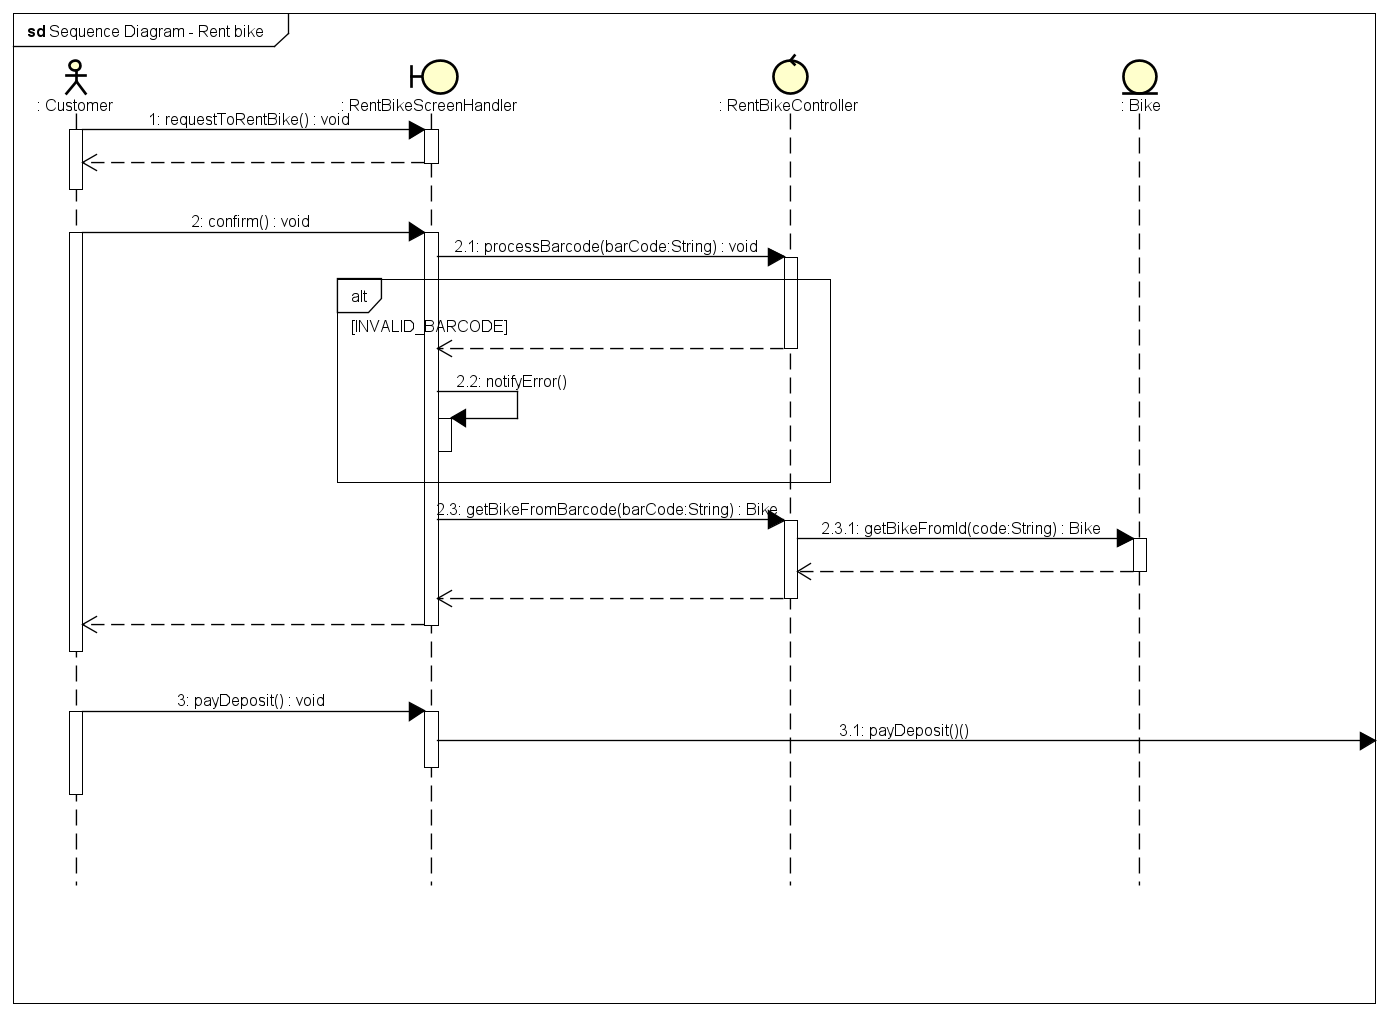 sd Sequence Diagram - Rent bike
: Customer
: RentBikeScreenHandler
: RentBikeController
: Bike
1: requestToRentBike() : void
2: confirm() : void
2.1: processBarcode(barCode:String) : void
alt
[INVALID_BARCODE]
2.2: notifyError()
2.3: getBikeFromBarcode(barCode:String) : Bike
2.3.1: getBikeFromId(code:String) : Bike
3: payDeposit() : void
3.1: payDeposit()()